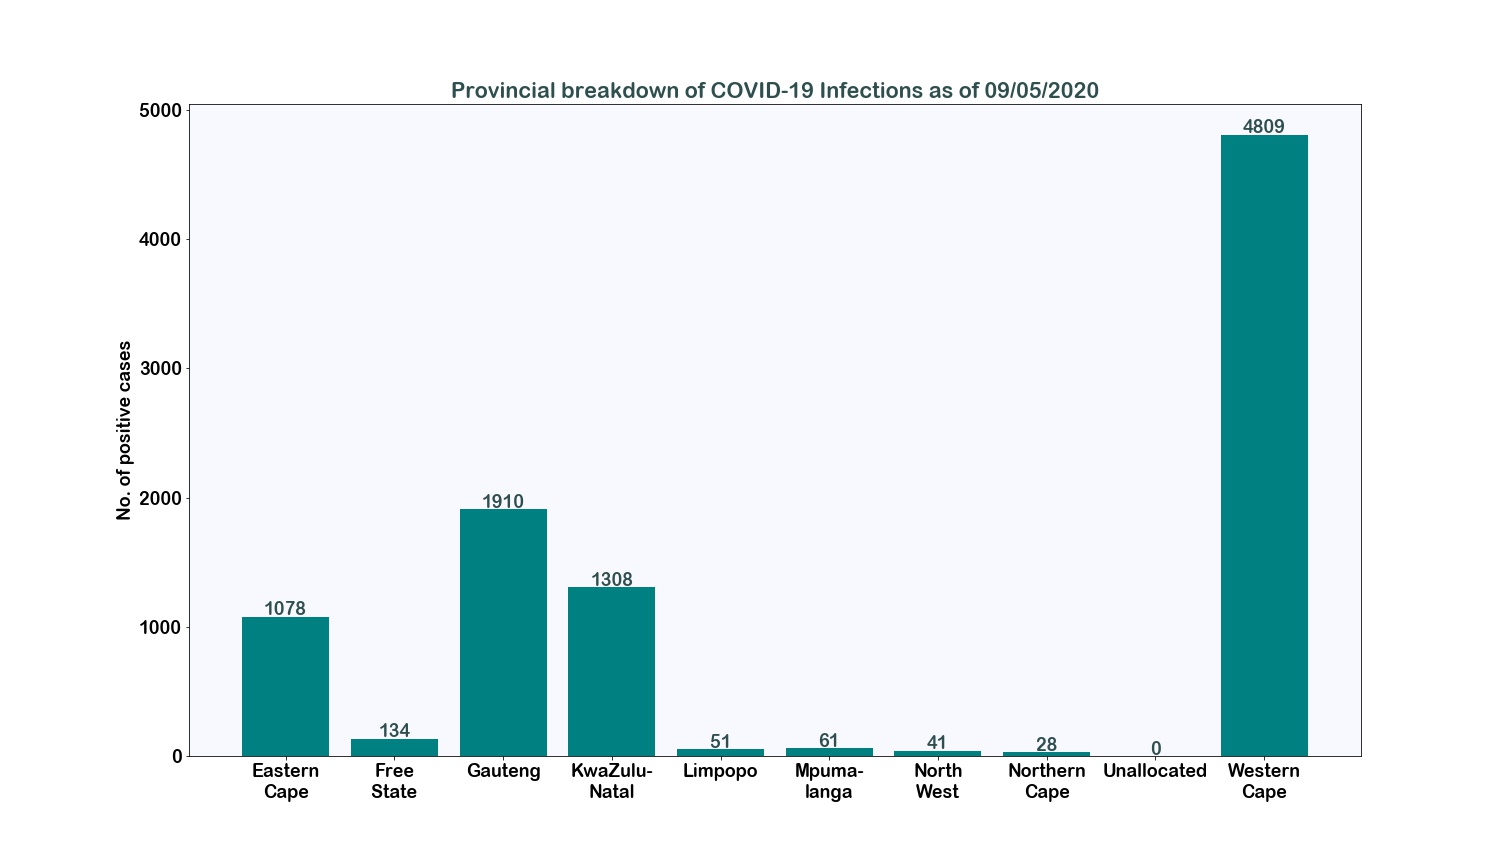 Provincial breakdown of COVID-19 Infections as of 09/05/2020
5000
4000
3000
2000
1000
0
No. of positive cases
1078
134
1910
1308
51
61
41
28
0
4809
Eastern
Cape
Free
State
Gauteng
KwaZulu-
Natal
Limpopo
Mpuma-
langa
North
West
Northern
Cape
Unallocated
Western
Cape